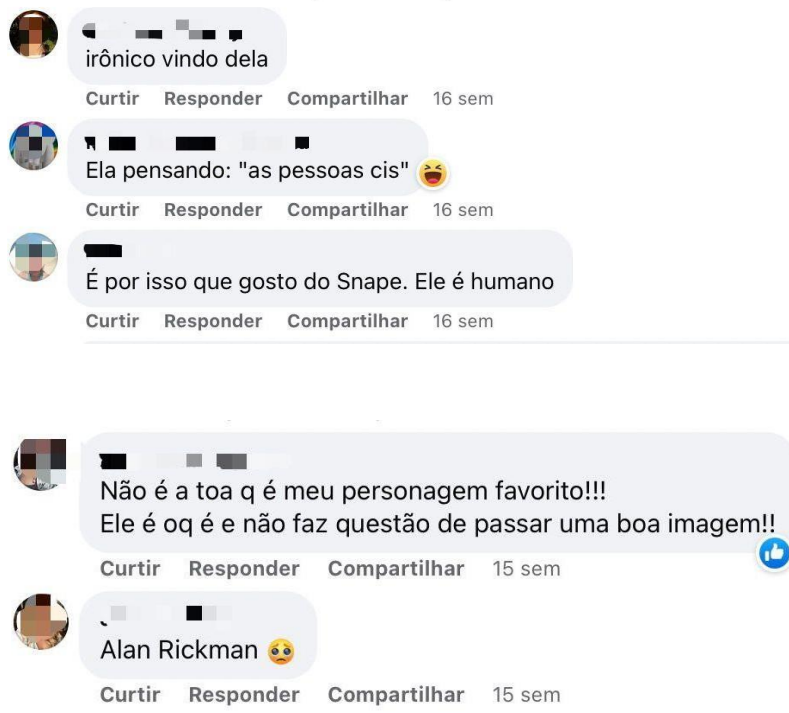 irônico vindo dela
Curtir Responder Compartilhar 16 sem
Ela pensando: "as pessoas cis" 😆
Curtir Responder Compartilhar 16 sem
É por isso que gosto do Snape. Ele é humano
Curtir Responder Compartilhar 16 sem
Não é a toa q é meu personagem favorito!!!
Ele é oq é e não faz questão de passar uma boa imagem!!
Curtir Responder Compartilhar 15 sem
Alan Rickman 🥺
Curtir Responder Compartilhar 15 sem